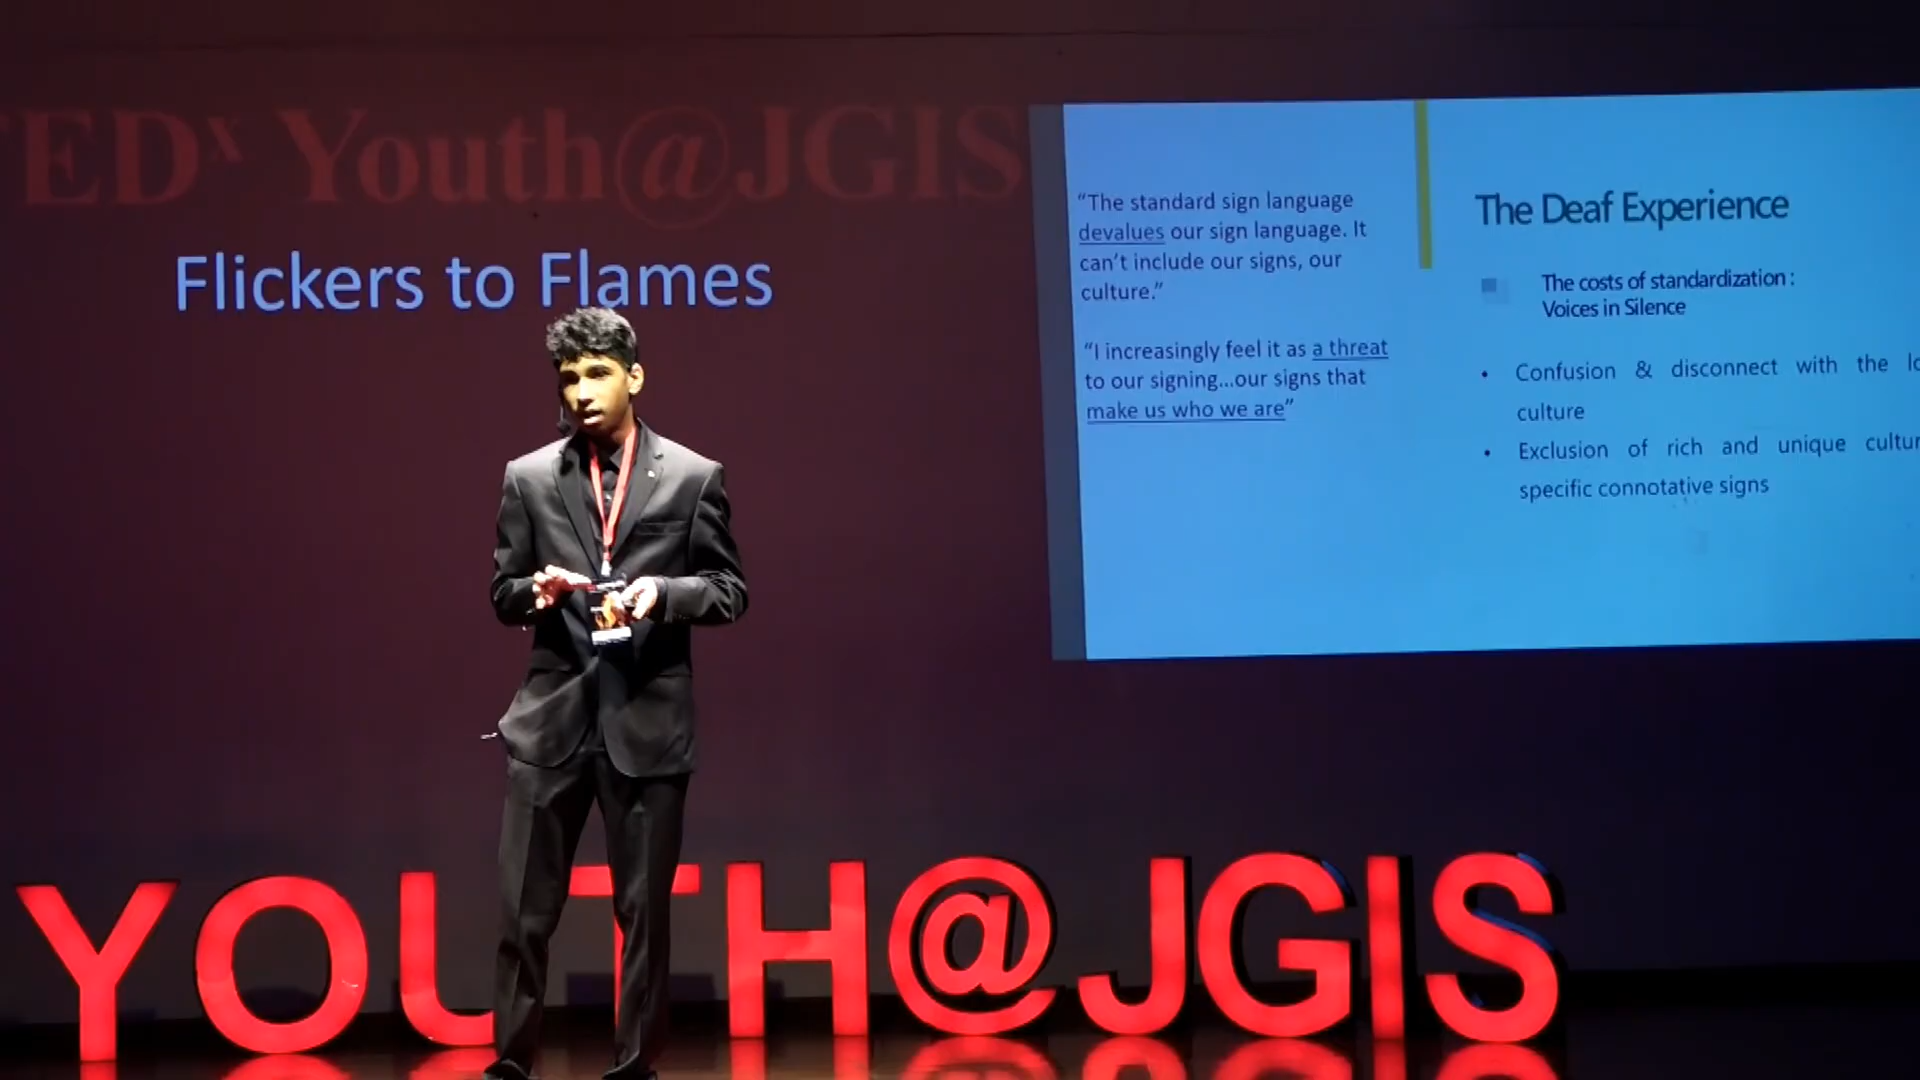 TEDx Youth@JGIS
Flickers to Flames
“The standard sign language
devalues our sign language. It
can’t include our signs, our
culture.”
“I increasingly feel it as a threat
to our signing...our signs that
make us who we are”
The Deaf Experience
The costs of standardization :
Voices in Silence
• Confusion & disconnect with the
culture
• Exclusion of rich and unique
specific connotative signs
YOUTH@JGIS